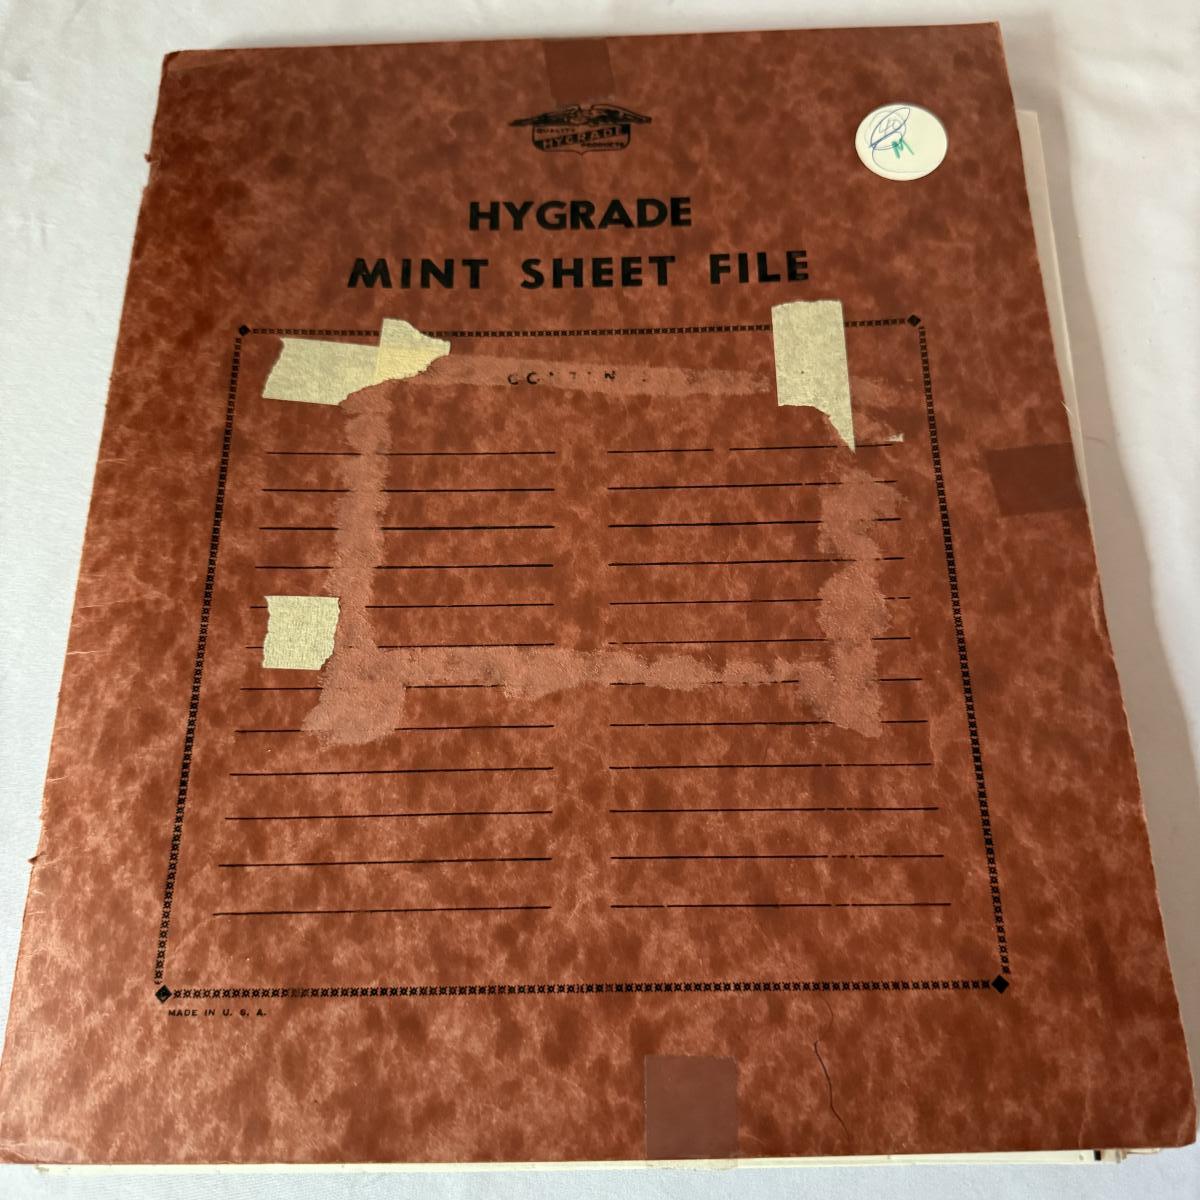 QUALITY
HYGRADE
PRODUCTS
M
HYGRADE
MINT SHEET FILE
MADE IN U. S. A.